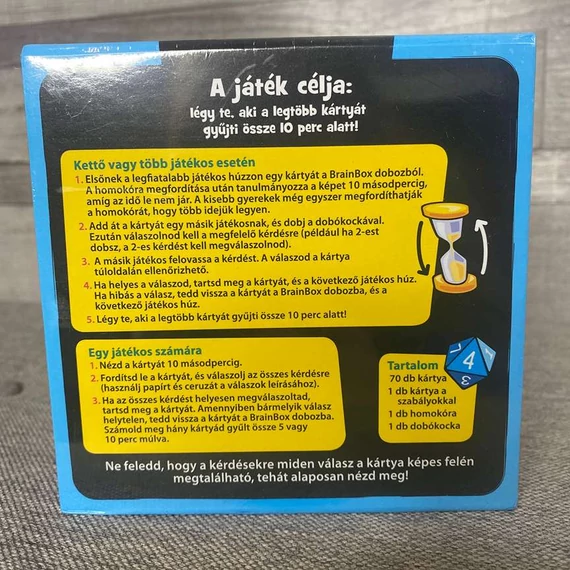 A játék célja:
légy te, aki a legtöbb kártyát
gyűjti össze 10 perc alatt!
Kettő vagy több játékos esetén
1. Elsőnek a legfiatalabb játékos húzzon egy kártyát a BrainBox dobozból.
A homokóra megfordítása után tanulmányozza a képet 10 másodpercig,
amíg az idő le nem jár. A kisebb gyerekek még egyszer megfordíthatják
a homokórát, hogy több idejük legyen.
2. Add át a kártyát egy másik játékosnak, és dobj a dobókockával.
Ezután válaszolnod kell a megfelelő kérdésre (például ha 2-est
dobsz, a 2-es kérdést kell megválaszolnod).
3. A másik játékos felovassa a kérdést. A válaszod a kártya
túloldalán ellenőrizhető.
4. Ha helyes a válaszod, tartsd meg a kártyát, és a következő játékos húz.
Ha hibás a válasz, tedd vissza a kártyát a BrainBox dobozba, és a
következő játékos húz.
5. Légy te, aki a legtöbb kártyát gyűjti össze 10 perc alatt!
Egy játékos számára
1. Nézd a kártyát 10 másodpercig.
2. Fordítsd le a kártyát, és válaszolj az összes kérdésre
(használj papírt és ceruzát a válaszok leírásához).
3. Ha az összes kérdést helyesen megválaszoltad,
tartsd meg a kártyát. Amennyiben bármelyik válasz
helytelen, tedd vissza a kártyát a BrainBox dobozba.
Számold meg hány kártyád gyűlt össze 5 vagy
10 perc múlva.
Tartalom
70 db kártya
1 db kártya a
szabályokkal
1 db homokóra
1 db dobókocka
4
3
Ne feledd, hogy a kérdésekre miden válasz a kártya képes felén
megtalálható, tehát alaposan nézd meg!